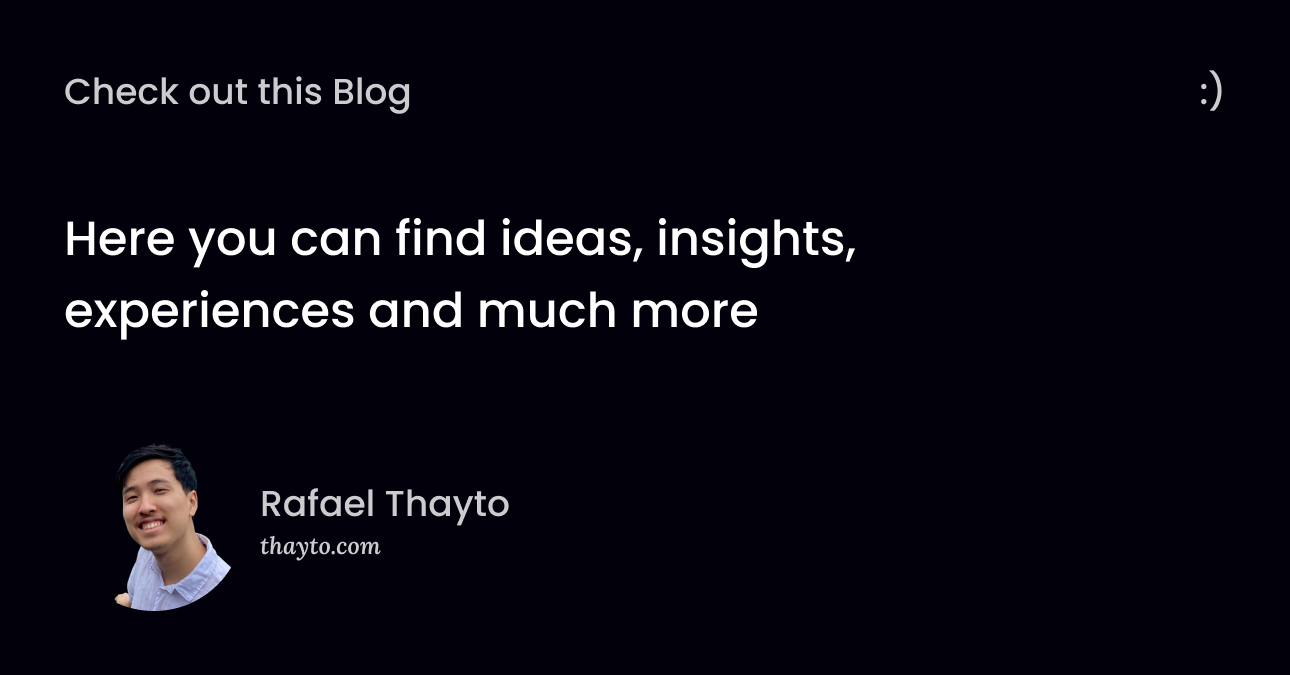 Check out this Blog
:)
Here you can find ideas, insights,
experiences and much more
Rafael Thayto
thayto.com